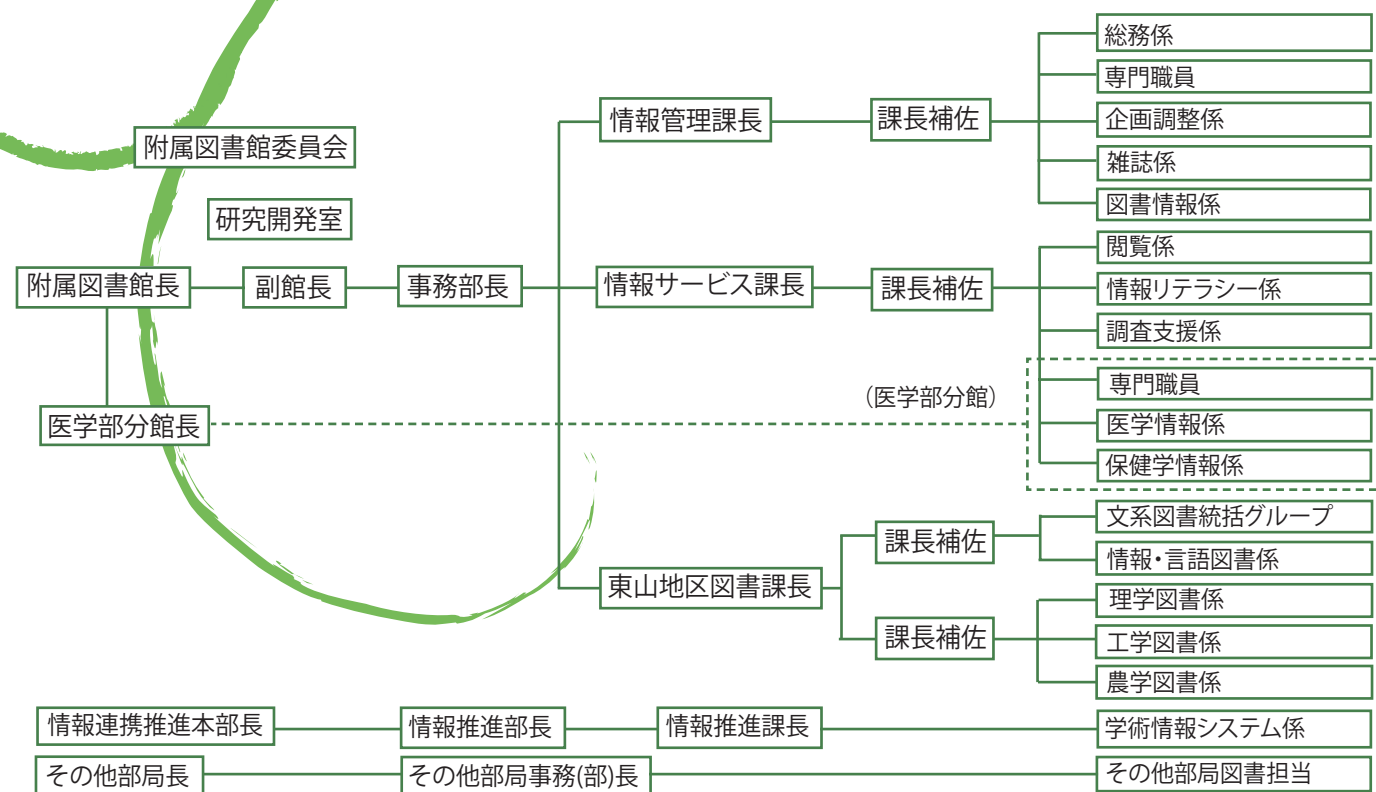 附属図書館委員会
研究開発室
附属図書館長
副館長
事務部長
医学部分館長
情報管理課長
課長補佐
総務係
専門職員
企画調整係
雑誌係
図書情報係
情報サービス課長
課長補佐
閲覧係
情報リテラシー係
調査支援係
（医学部分館）
専門職員
医学情報係
保健学情報係
東山地区図書課長
課長補佐
文系図書統括グループ
情報・言語図書係
課長補佐
理学図書係
工学図書係
農学図書係
情報連携推進本部長
情報推進部長
情報推進課長
学術情報システム係
その他部局長
その他部局事務(部)長
その他部局図書担当